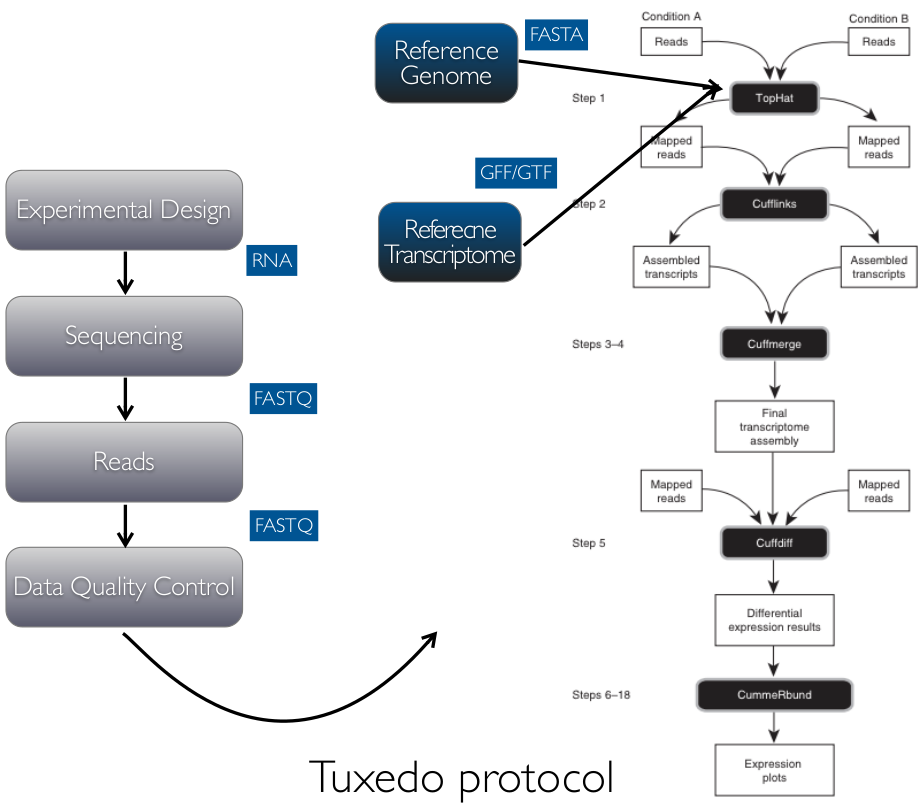 Experimental Design
RNA
Sequencing
FASTQ
Reads
FASTQ
Data Quality Control
Reference
Genome
FASTA
GFF/GTF
Referecne
Transcriptome
Condition A
Condition B
Reads
Reads
Step 1
TopHat
Mapped
reads
Mapped
reads
Step 2
Cufflinks
Assembled
transcripts
Assembled
transcripts
Steps 3–4
Cuffmerge
Final
transcriptome
assembly
Mapped
reads
Mapped
reads
Step 5
Cuffdiff
Differential
expression results
Steps 6–18
CummeRbund
Expression
plots
Tuxedo protocol